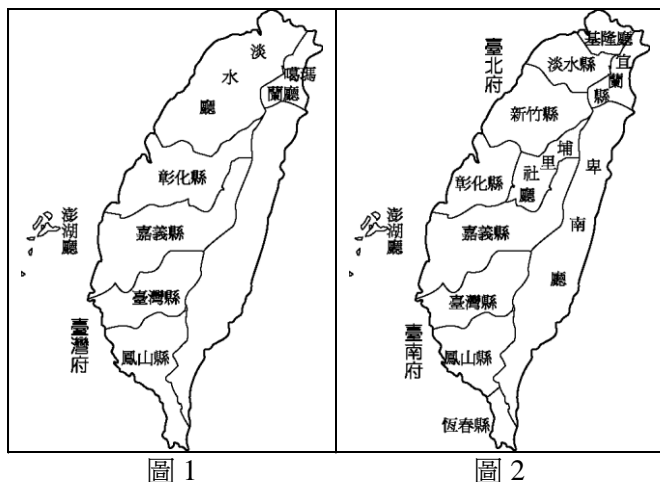 淡水廳
噶瑪
蘭廳
彰化縣
澎湖廳
嘉義縣
臺灣縣
臺灣府
鳳山縣
圖 1
臺北府
基隆廳
淡水縣
宜蘭縣
新竹縣
埔里社廳
彰化縣
卑南廳
澎湖廳
嘉義縣
臺灣縣
臺南府
鳳山縣
恆春縣
圖 2